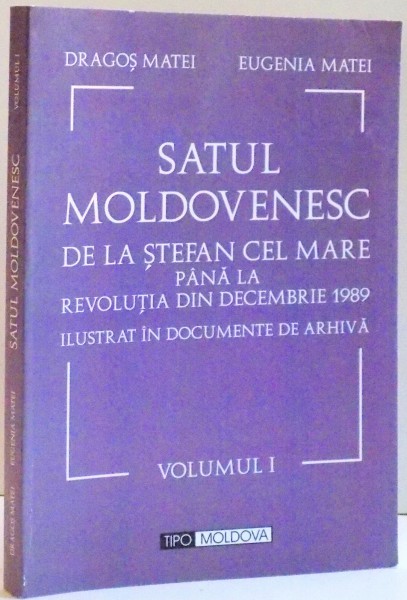 DRAGOȘ MATEI EUGENIA MATEI
SATUL
MOLDOVENESC
DE LA ȘTEFAN CEL MARE
PÂNĂ LA
REVOLUȚIA DIN DECEMBRIE 1989
ILUSTRAT ÎN DOCUMENTE DE ARHIVĂ
VOLUMUL I
TIPO MOLDOVA
DRAGOȘ MATEI EUGENIA MATEI SATUL MOLDOVENESC VOLUMUL I